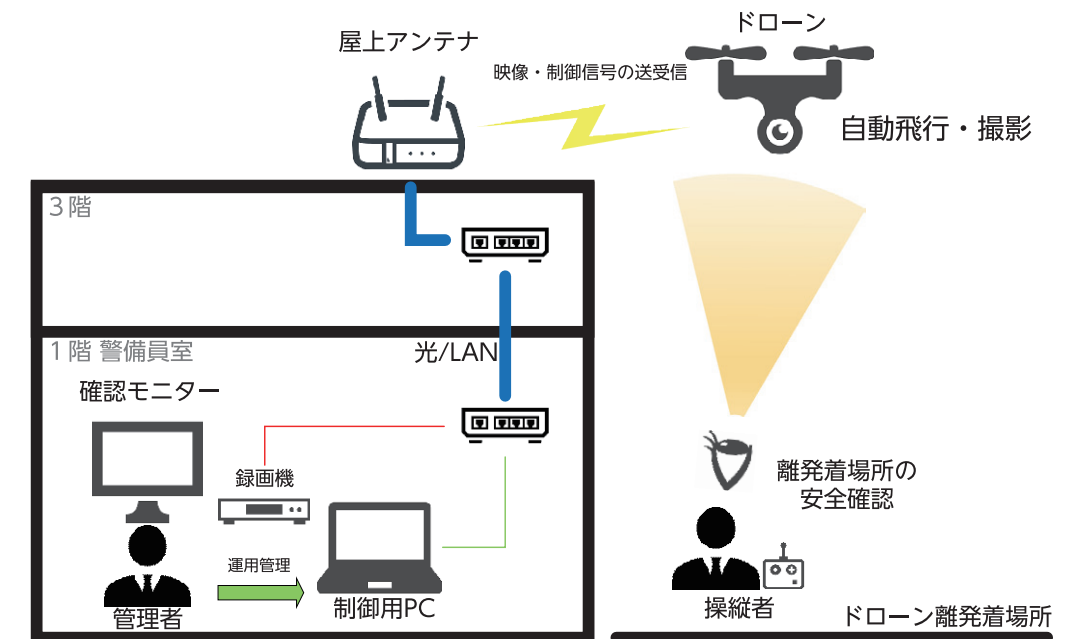 ドローン
屋上アンテナ
映像・制御信号の送受信
自動飛行・撮影
3階
1階 警備員室
光/LAN
確認モニター
録画機
離発着場所の
安全確認
運用管理
管理者
制御用PC
操縦者
ドローン離発着場所